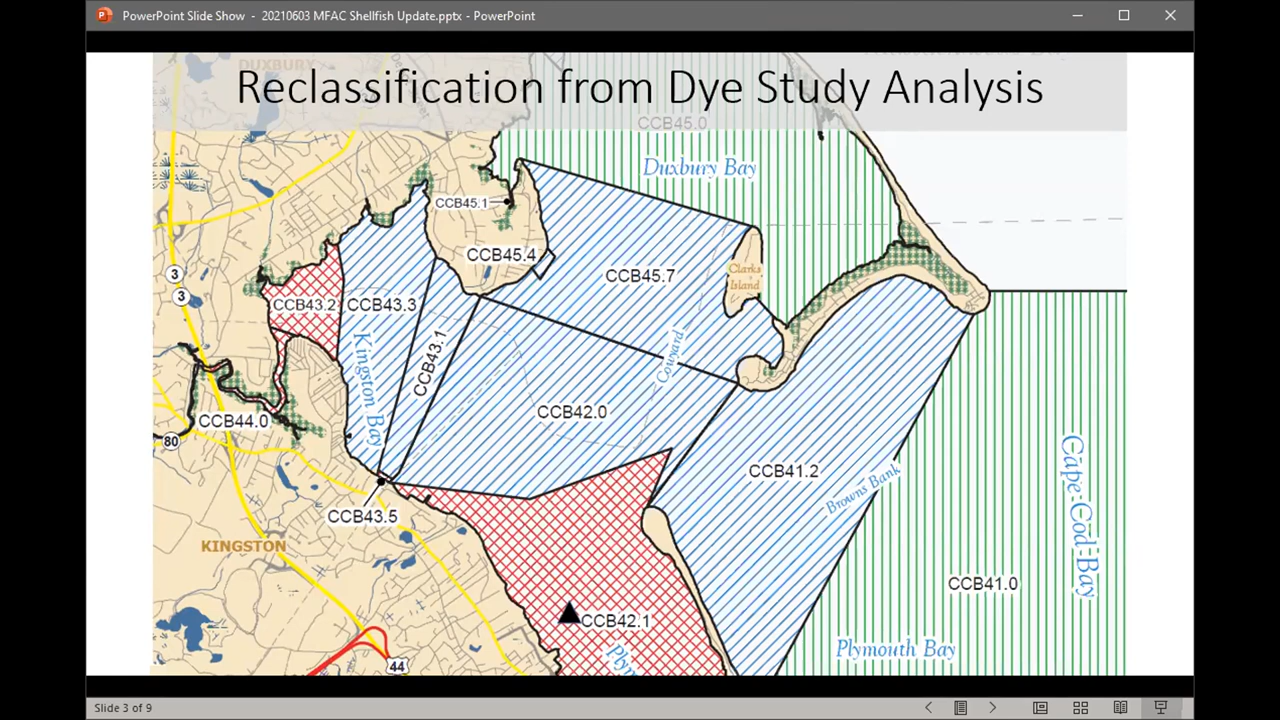 PowerPoint Slide Show - 20210603 MFAC Shellfish Update.pptx - PowerPoint
DUXBURY
Reclassification from Dye Study Analysis
CCB45.0
Duxbury Bay
CCB45.1
CCB45.4
CCB45.7
Clarks
Island
3
3
CCB43.2
CCB43.3
CCB43.1
Kingston Bay
Coward
CCB42.0
CCB44.0
80
CCB41.2
Browns Bank
Cape Cod Bay
CCB43.5
KINGSTON
CCB41.0
CCB42.1
Plymouth Bay
44
Slide 3 of 9